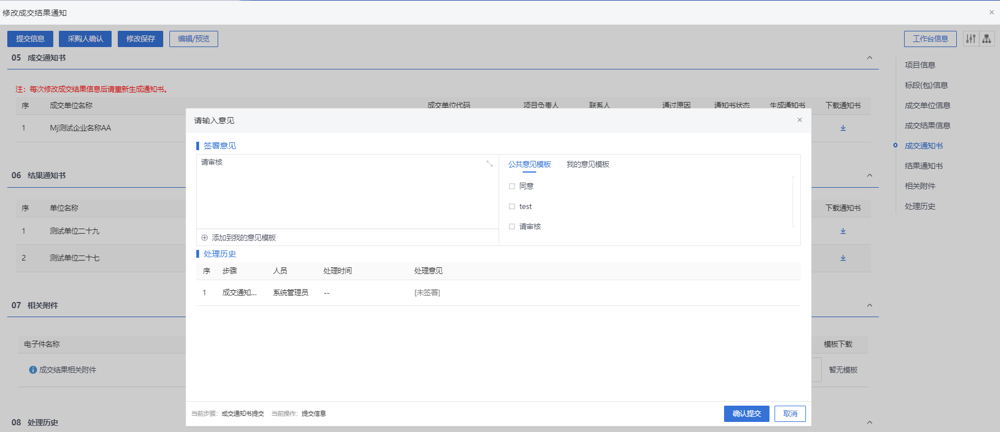 修改成交结果通知
提交信息 采购人确认 修改保存 编辑/预览 工作台信息
05 成交通知书
注：每次修改成交结果信息后请重新生成通知书。
序 成交单位名称 成交单位代码 项目负责人 联系人 通过原因 通知书状态 生成通知书 下载通知书
1 Mj测试企业名称AA
06 结果通知书
序 单位名称 下载通知书
1 测试单位二十九
2 测试单位二十七
07 相关附件
电子件名称 模板下载
成交结果相关附件 暂无模板
08 处理历史
项目信息
标段(包)信息
成交单位信息
成交结果信息
成交通知书
结果通知书
相关附件
处理历史
请输入意见
签署意见
请审核
添加到我的意见模板
公共意见模板 我的意见模板
同意
test
请审核
处理历史
序 步骤 人员 处理时间 处理意见
1 成交通知... 系统管理员 -- [未签署]
当前步骤：成交通知书提交 当前操作：提交信息
确认提交 取消